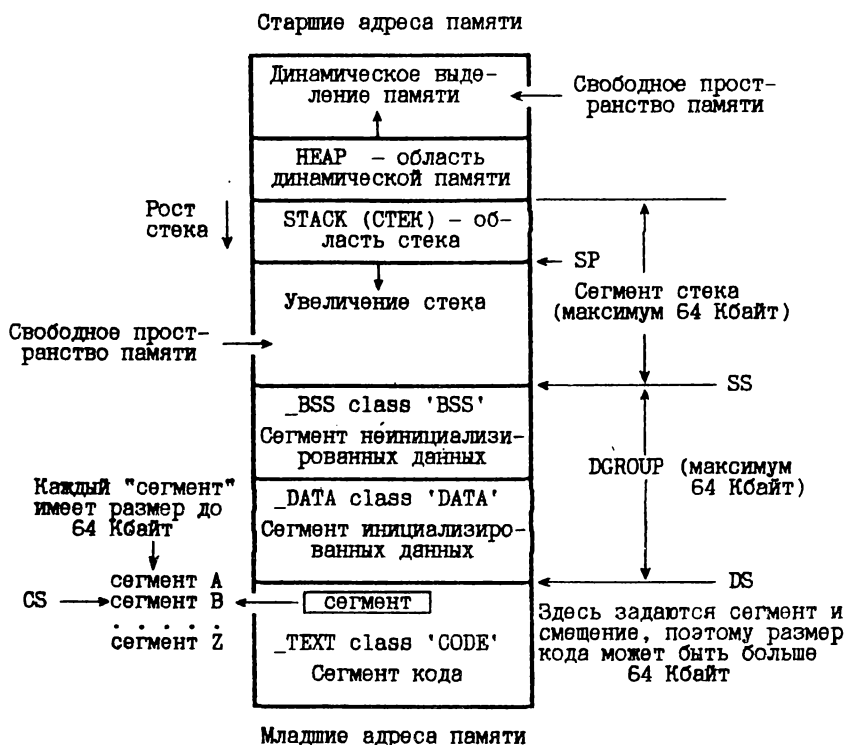 Старшие адреса памяти
Динамическое выде-
ление памяти
Свободное прост-
ранство памяти
HEAP - область
динамической памяти
Рост
стека
STACK (СТЕК) - об-
ласть стека
SP
Увеличение стека
Сегмент стека
(максимум 64 Кбайт)
Свободное прост-
ранство памяти
SS
_BSS class 'BSS'
Сегмент неинициализи-
рованных данных
DGROUP (максимум
64 Кбайт)
Каждый "сегмент"
имеет размер до
64 Кбайт
_DATA class 'DATA'
Сегмент инициализиро-
ванных данных
DS
сегмент A
CS
сегмент B
сегмент
. . . . .
сегмент Z
_TEXT class 'CODE'
Сегмент кода
Здесь задаются сегмент и
смещение, поэтому размер
кода может быть больше
64 Кбайт
Младшие адреса памяти